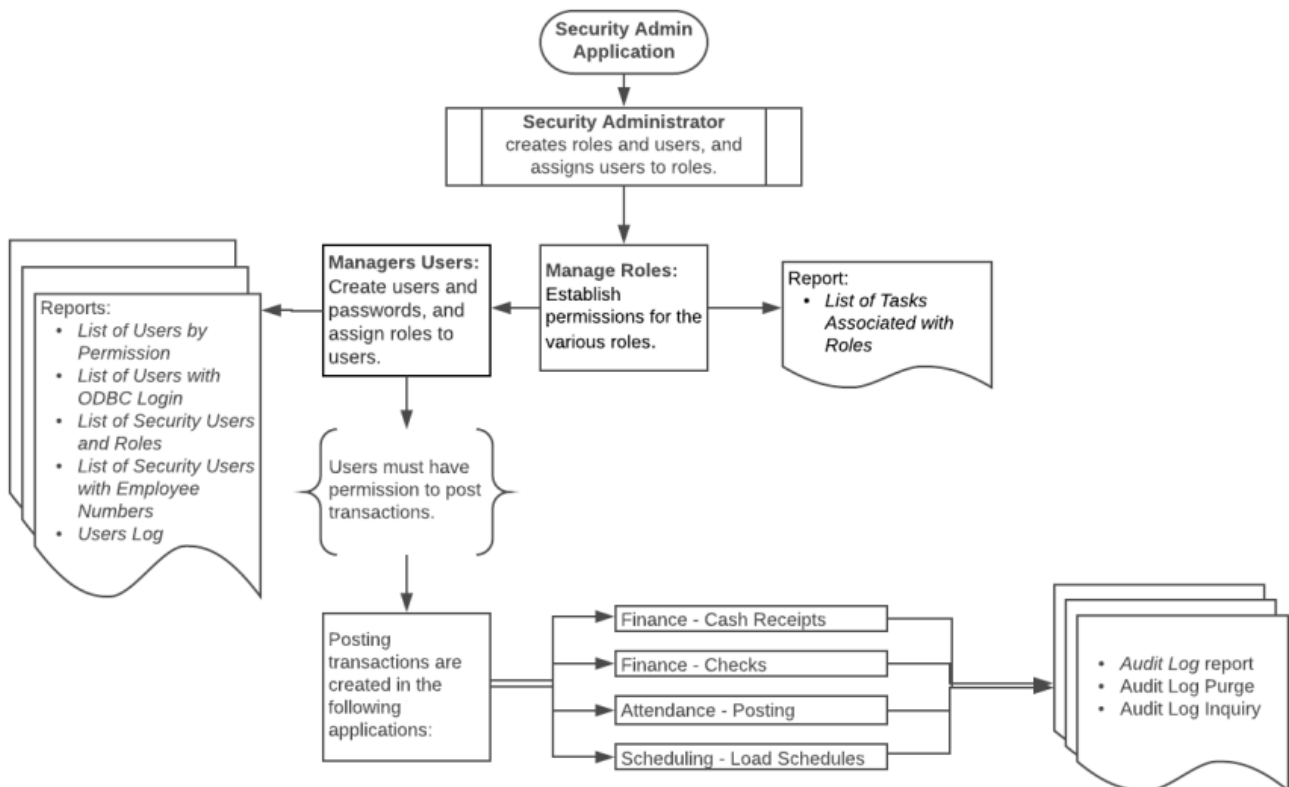 Security Admin
Application
Security Administrator
creates roles and users, and
assigns users to roles.
Managers Users:
Create users and
passwords, and
assign roles to
users.
Manage Roles:
Establish
permissions for the
various roles.
Report:
• List of Tasks
Associated with
Roles
Reports:
• List of Users by
Permission
• List of Users with
ODBC Login
• List of Security Users
and Roles
• List of Security Users
with Employee
Numbers
• Users Log
Users must have
permission to post
transactions.
Posting
transactions are
created in the
following
applications:
Finance - Cash Receipts
Finance - Checks
Attendance - Posting
Scheduling - Load Schedules
• Audit Log report
• Audit Log Purge
• Audit Log Inquiry